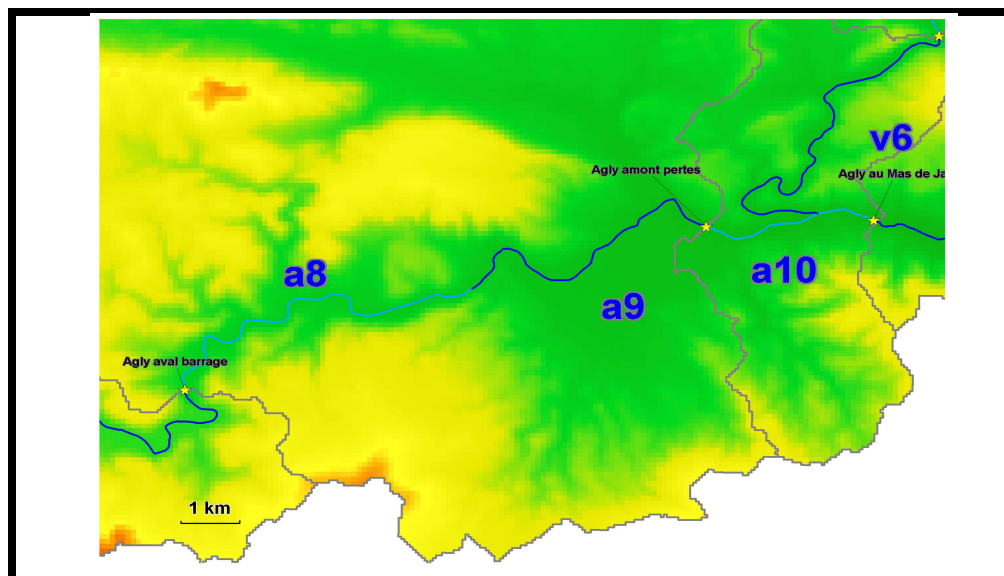 v6
Agly amont pertes
Agly au Mas de Ja
a8
a10
a9
Agly aval barrage
1 km